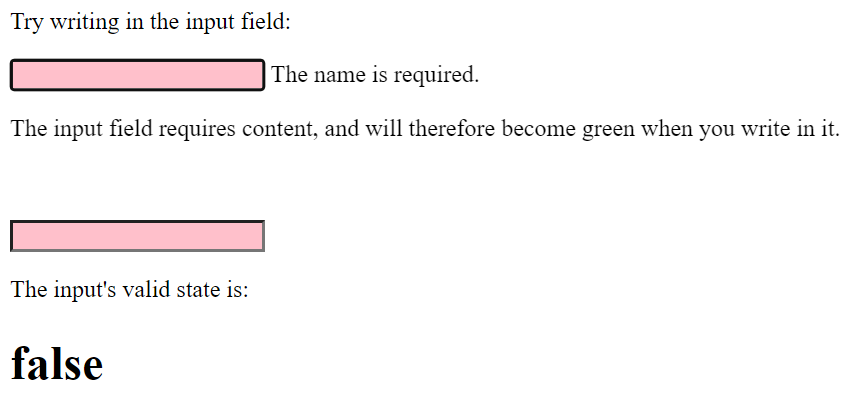 Try writing in the input field:
The name is required.
The input field requires content, and will therefore become green when you write in it.
The input's valid state is:
false